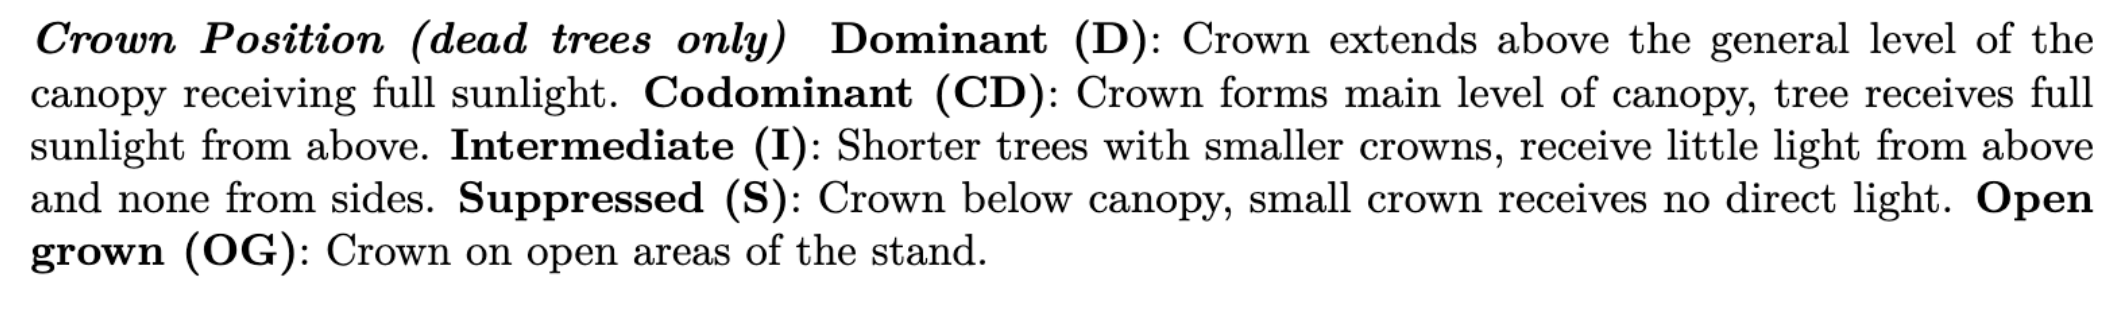 Crown Position (dead trees only) Dominant (D): Crown extends above the general level of the
canopy receiving full sunlight. Codominant (CD): Crown forms main level of canopy, tree receives full
sunlight from above. Intermediate (I): Shorter trees with smaller crowns, receive little light from above
and none from sides. Suppressed (S): Crown below canopy, small crown receives no direct light. Open
grown (OG): Crown on open areas of the stand.